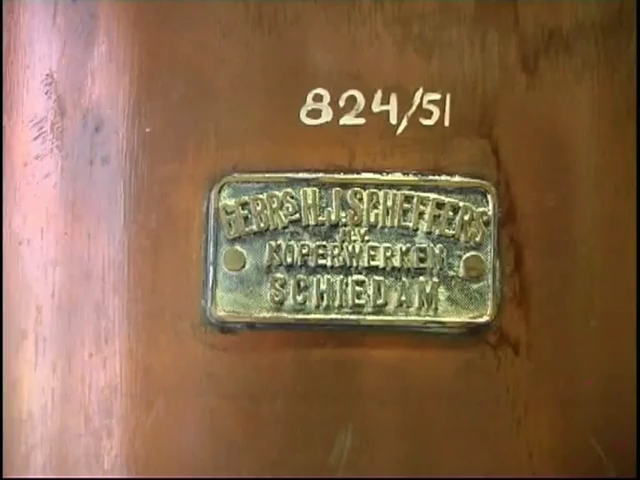 824/51
GEBRS H.J. SCHEFFERS
N.V.
KOPERWERKEN
SCHIEDAM